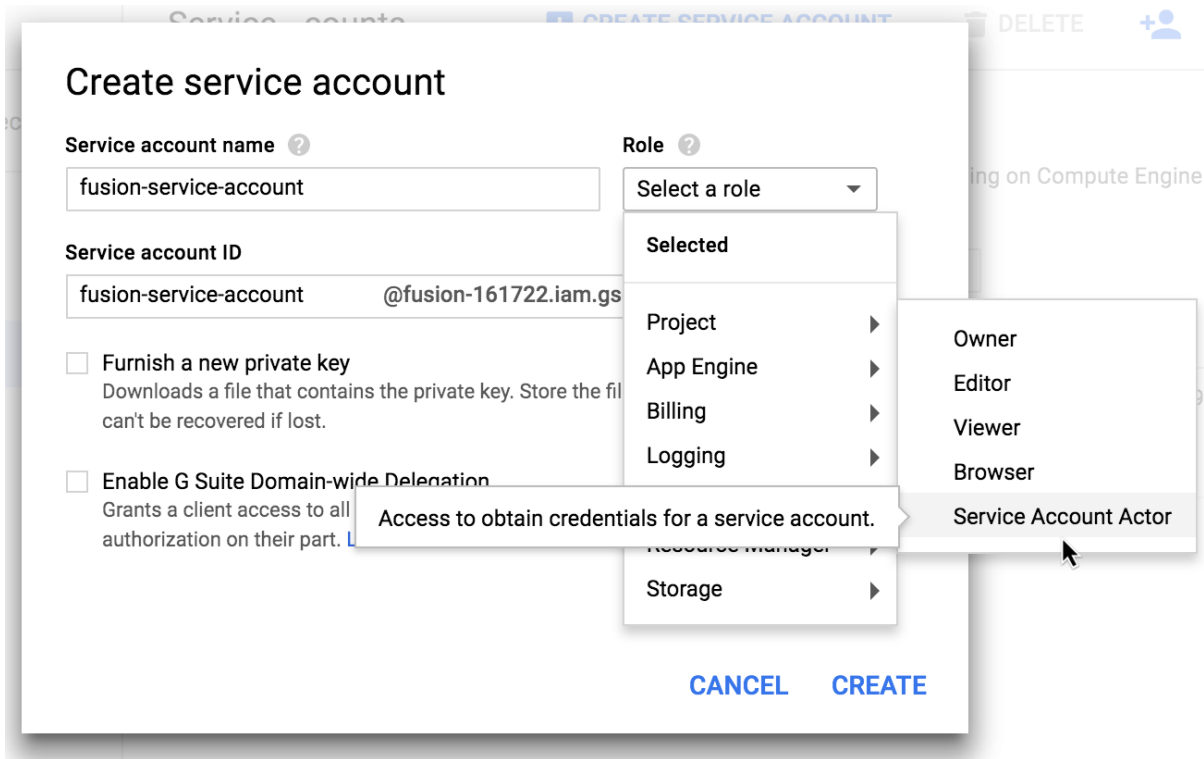 CREATE SERVICE ACCOUNT
DELETE
Create service account
Service account name
Role
fusion-service-account
Select a role
ing on Compute Engine
Selected
Service account ID
fusion-service-account @fusion-161722.iam.gs
Project
Owner
Furnish a new private key
App Engine
Editor
Downloads a file that contains the private key. Store the fil
can't be recovered if lost.
Billing
Viewer
Logging
Browser
Enable G Suite Domain-wide Delegation
Grants a client access to all
Access to obtain credentials for a service account.
Service Account Actor
authorization on their part.
Resource Manager
Storage
CANCEL
CREATE